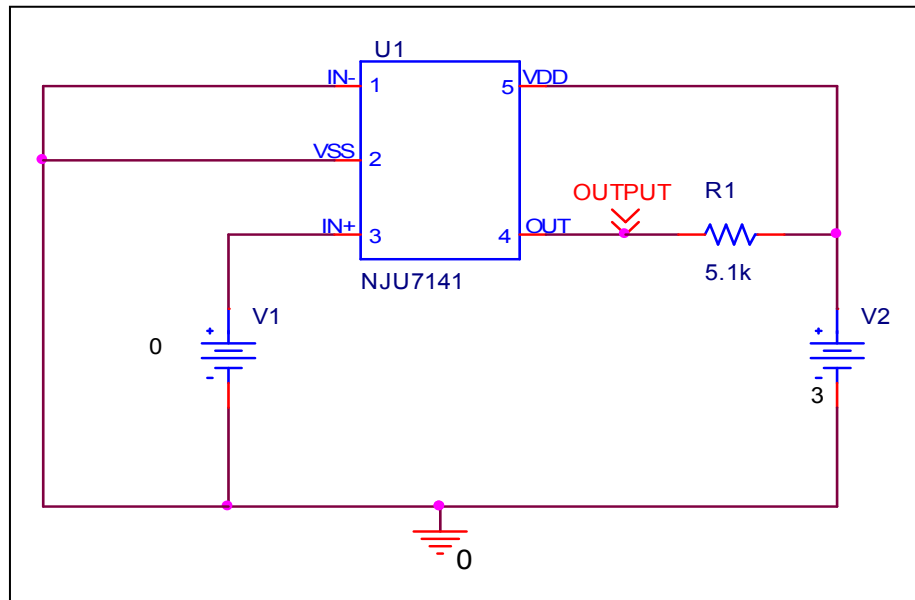 U1
IN- 1 5 VDD
VSS 2
OUTPUT R1
IN+ 3 4 OUT
NJU7141 5.1k
V1 V2
+ +
0
- -
3
0